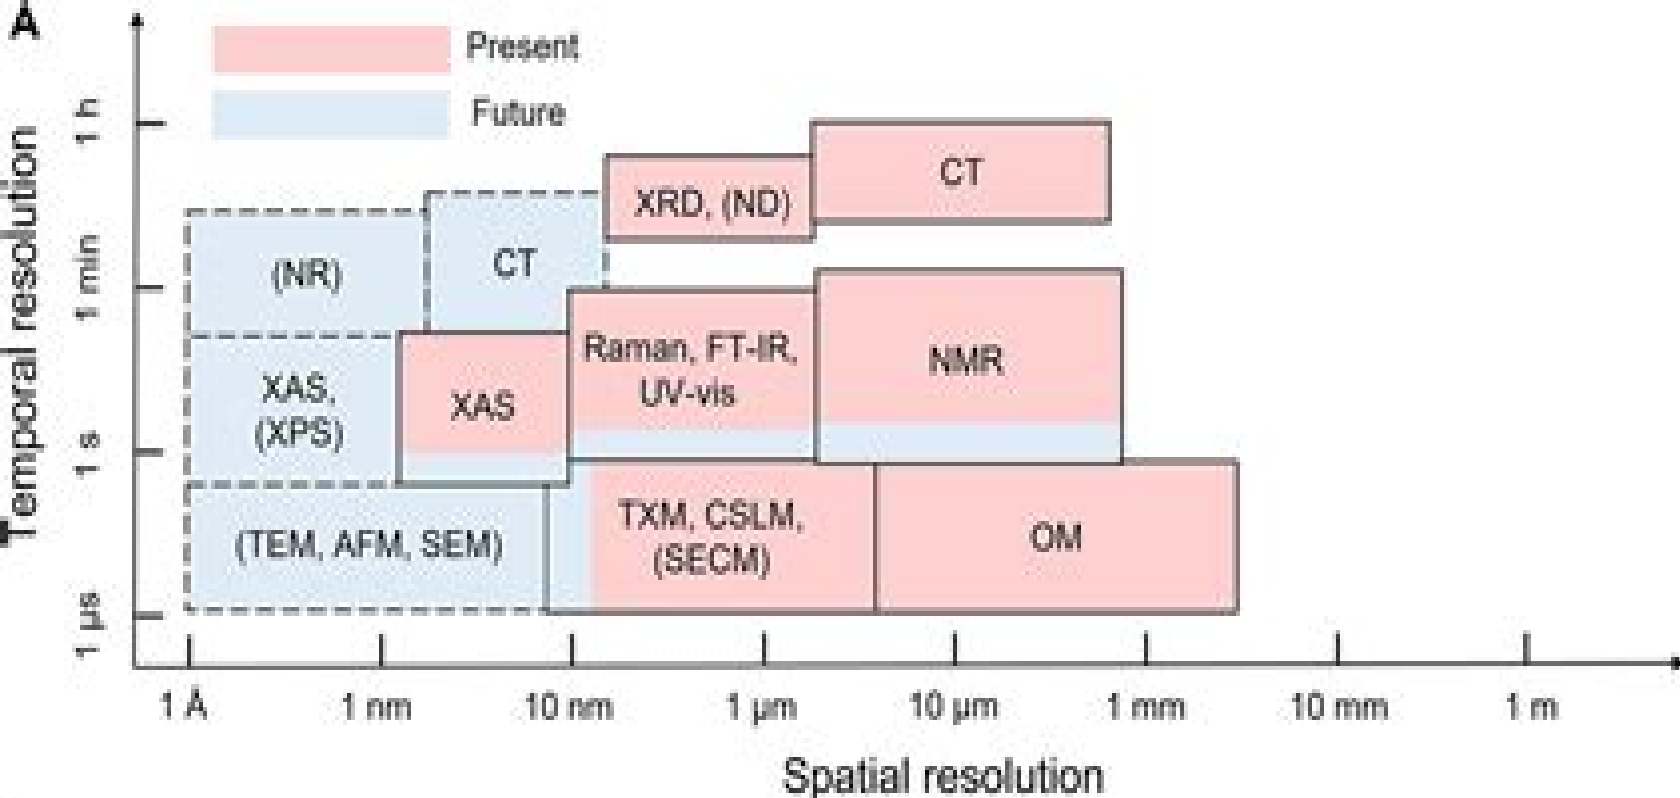 A
Present
Future
Temporal resolution
1 h
1 min
1 s
1 µs
CT
XRD, (ND)
(NR)
CT
Raman, FT-IR,
UV-vis
NMR
XAS,
(XPS)
XAS
(TEM, AFM, SEM)
TXM, CSLM,
(SECM)
OM
1 Å
1 nm
10 nm
1 µm
10 µm
1 mm
10 mm
1 m
Spatial resolution